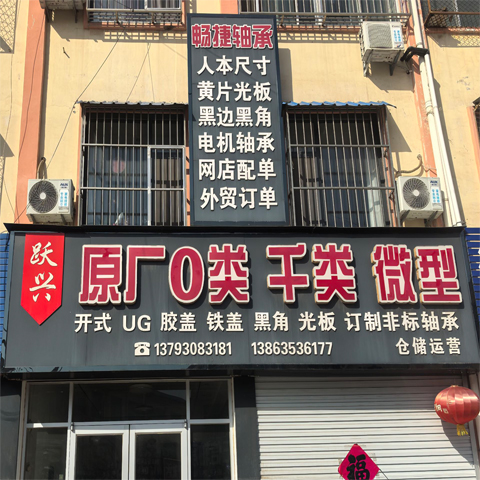 畅捷轴承
人本尺寸
黄片光板
黑边黑角
电机轴承
网店配单
外贸订单
跃兴
原厂0类 千类 微型
开式 UG 胶盖 铁盖 黑角 光板 订制非标轴承
☎13793083181 13863536177 仓储运营
福